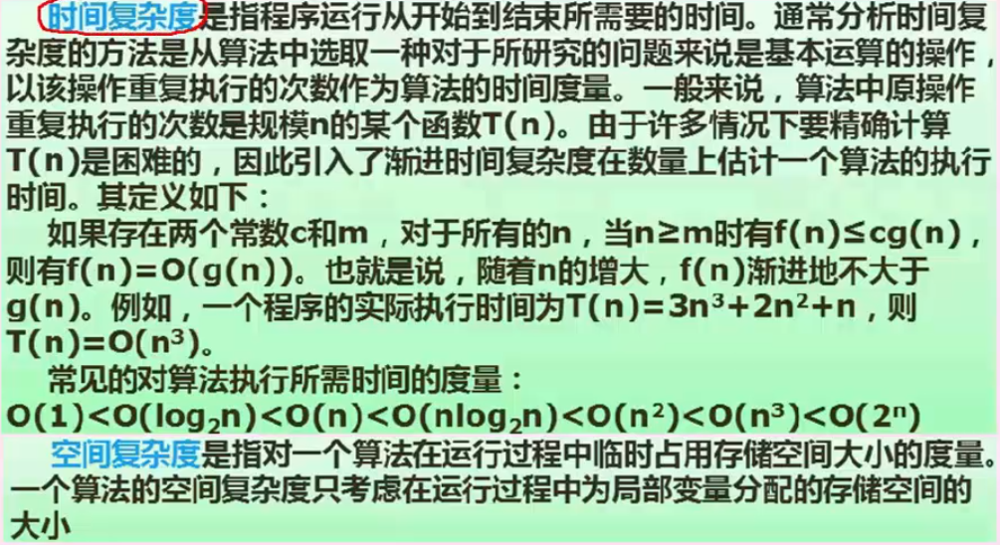 时间复杂度是指程序运行从开始到结束所需要的时间。通常分析时间复
杂度的方法是从算法中选取一种对于所研究的问题来说是基本运算的操作，
以该操作重复执行的次数作为算法的时间度量。一般来说，算法中原操作
重复执行的次数是规模n的某个函数T(n)。由于许多情况下要精确计算
T(n)是困难的，因此引入了渐进时间复杂度在数量上估计一个算法的执行
时间。其定义如下：
如果存在两个常数c和m，对于所有的n，当n≥m时有f(n)≤cg(n)，
则有f(n)=O(g(n))。也就是说，随着n的增大，f(n)渐进地不大于
g(n)。例如，一个程序的实际执行时间为T(n)=3n³+2n²+n，则
T(n)=O(n³)。
常见的对算法执行所需时间的度量：
O(1)<O(log₂n)<O(n)<O(nlog₂n)<O(n²)<O(n³)<O(2ⁿ)
空间复杂度是指对一个算法在运行过程中临时占用存储空间大小的度量。
一个算法的空间复杂度只考虑在运行过程中为局部变量分配的存储空间的
大小